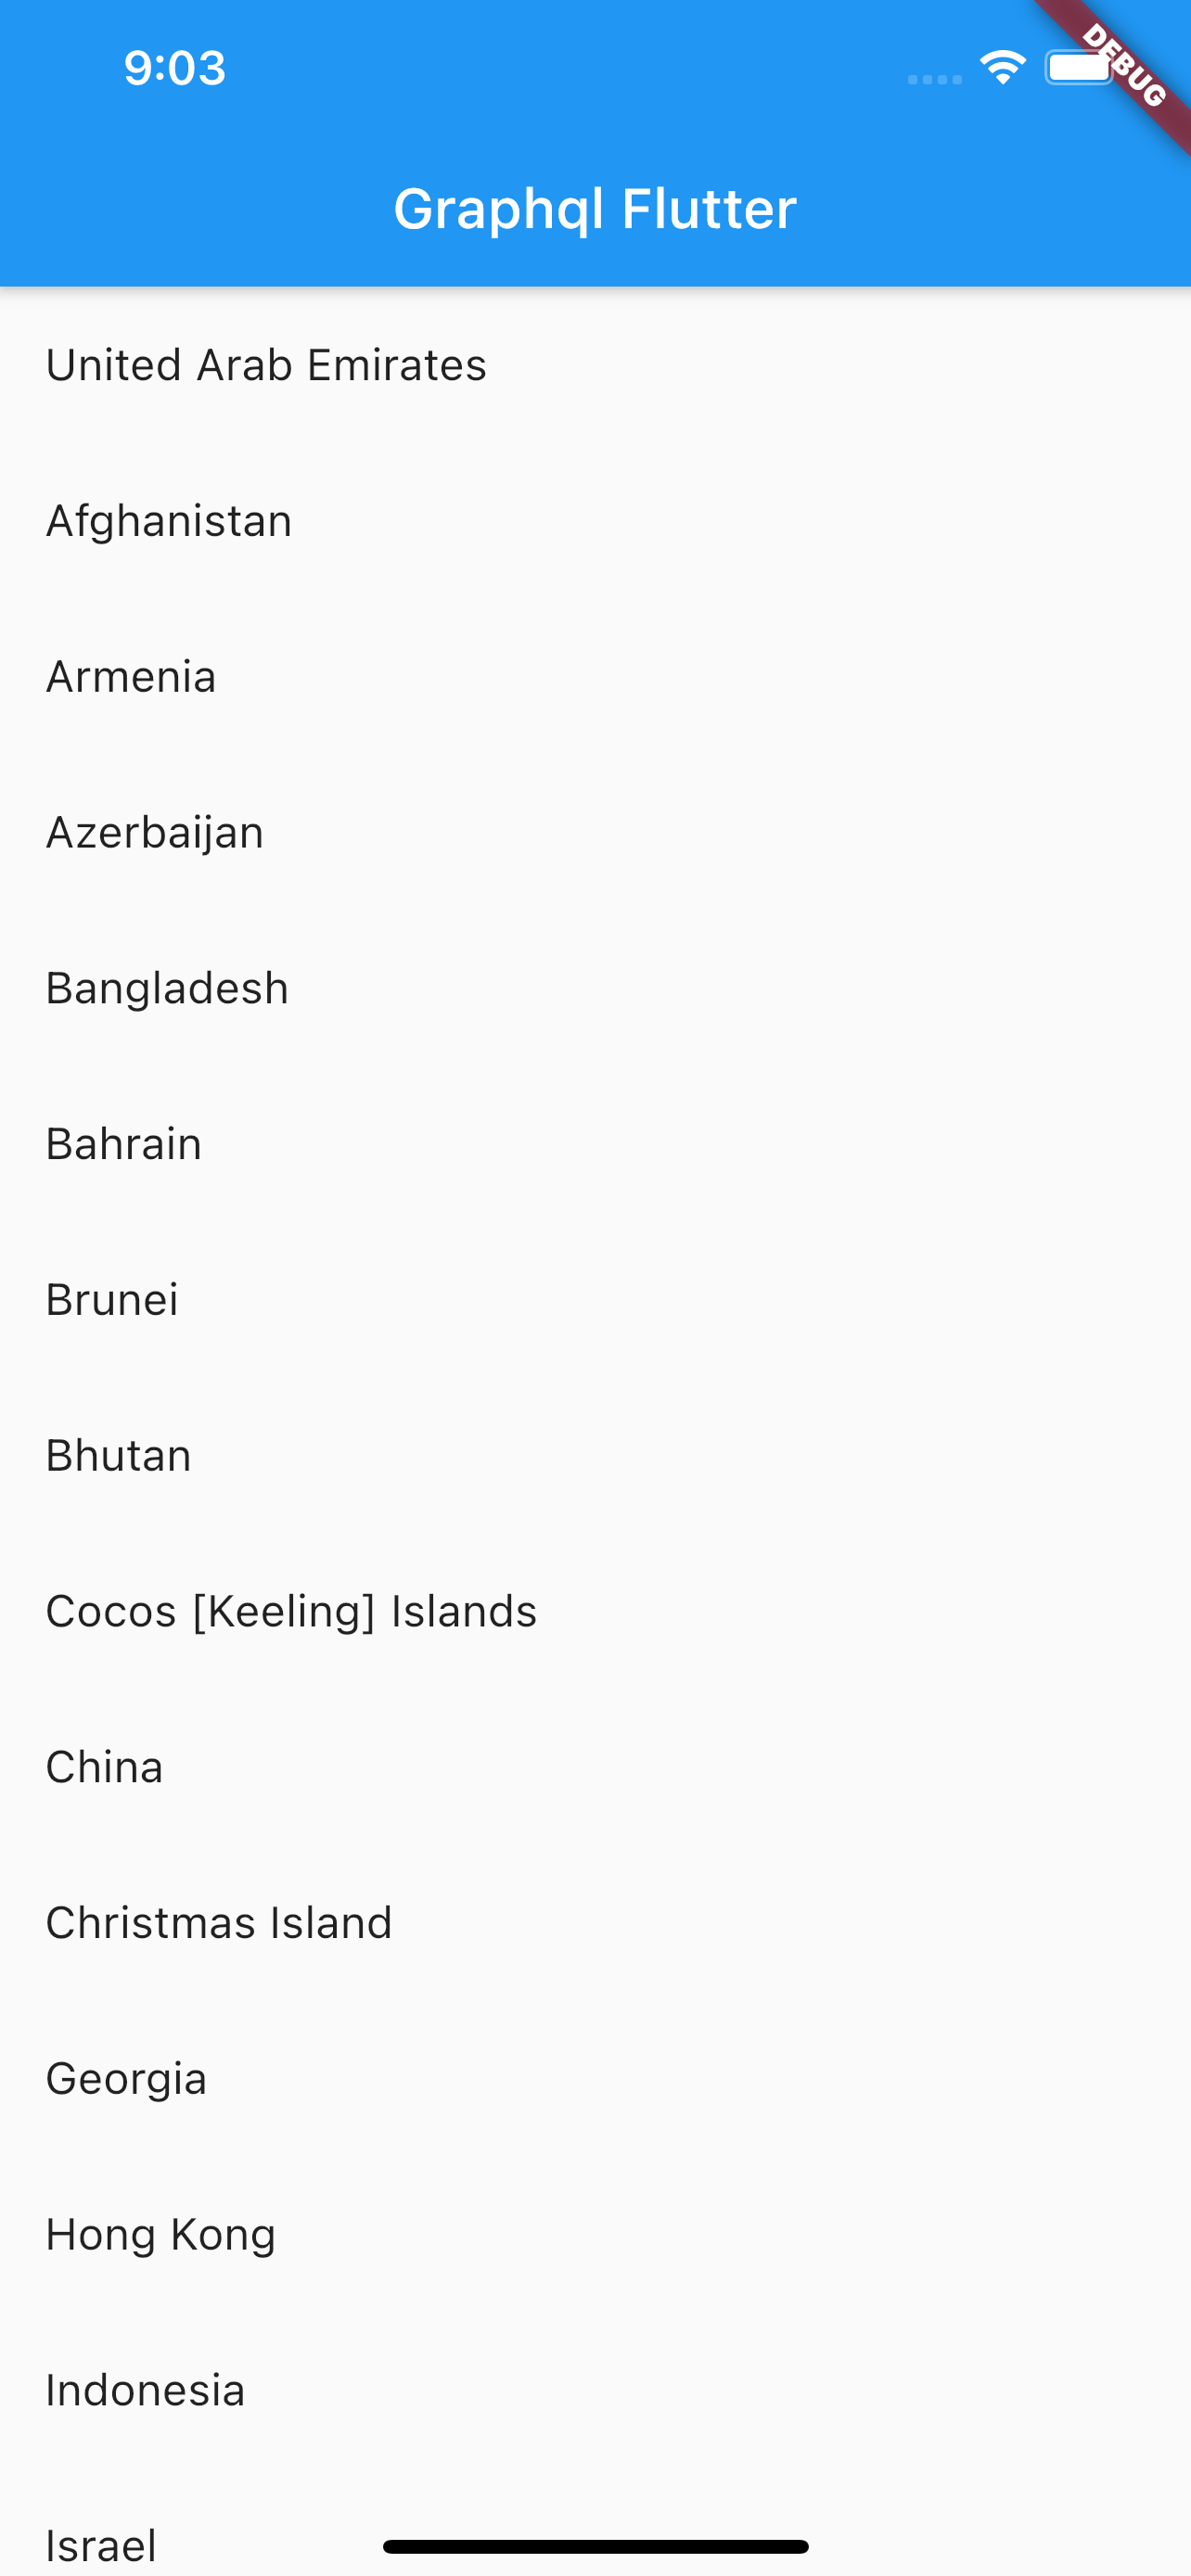 9:03
DEBUG
Graphql Flutter
United Arab Emirates
Afghanistan
Armenia
Azerbaijan
Bangladesh
Bahrain
Brunei
Bhutan
Cocos [Keeling] Islands
China
Christmas Island
Georgia
Hong Kong
Indonesia
Israel